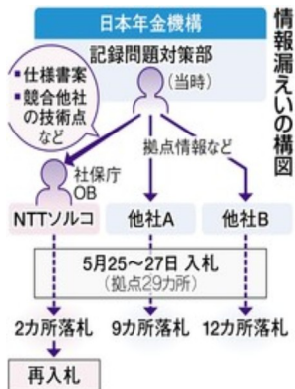 情報漏えいの構図
日本年金機構
記録問題対策部
(当時)
▪仕様書案
▪競合他社
の技術点
など
拠点情報など
社保庁
OB
NTTソルコ
他社A
他社B
5月25~27日 入札
(拠点29カ所)
2カ所落札
9カ所落札
12カ所落札
再入札